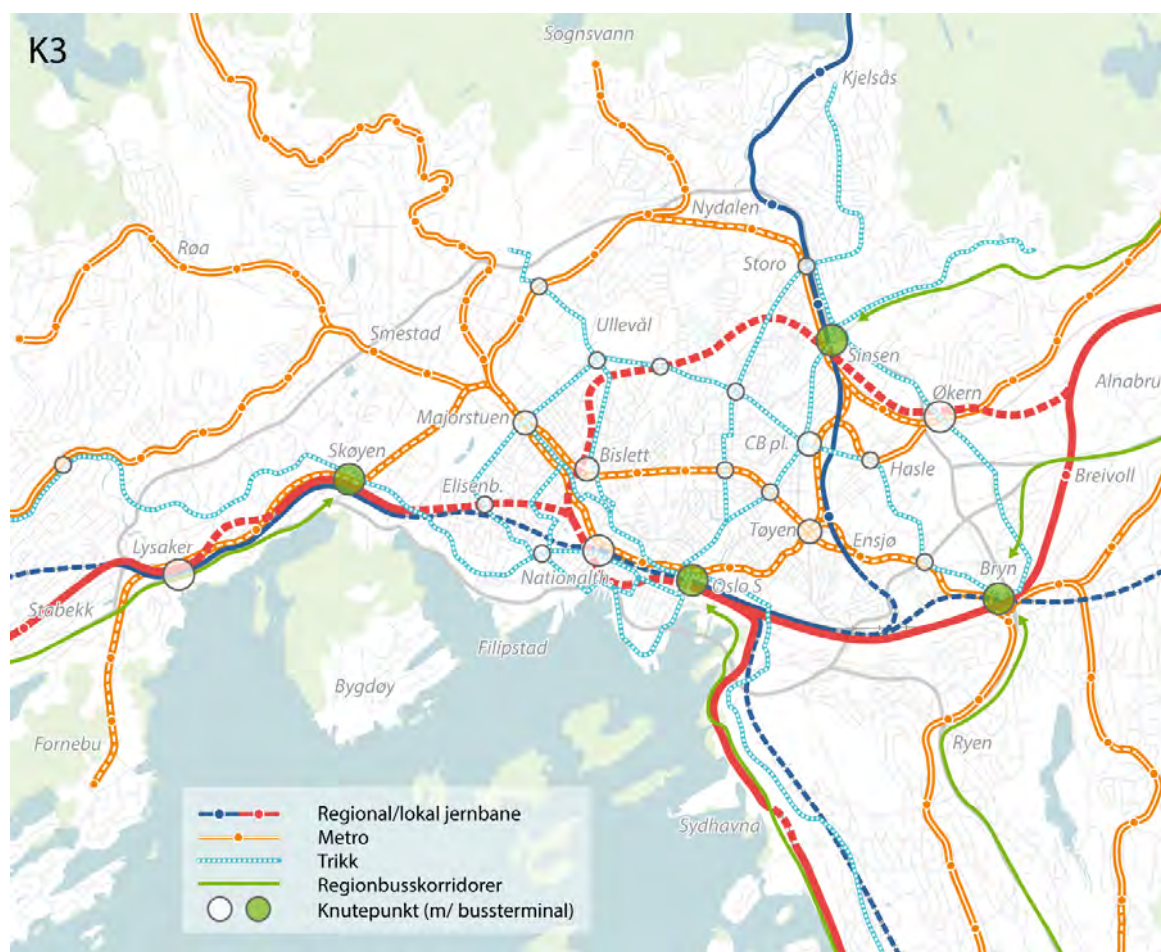 K3
Sognsvann
Kjelsås
Nydalen
Røa
Storo
Ullevål
Smestad
Sinsen
Økern
Alnabru
Majorstuen
CB pl.
Skøyen
Bislett
Hasle
Breivoll
Elisenb.
Lysaker
Tøyen
Ensjø
Bryn
Nationalth.
Oslo S
Stabekk
Filipstad
Bygdøy
Fornebu
Ryen
Sydhavna
Regional/lokal jernbane
Metro
Trikk
Regionbusskorridorer
Knutepunkt (m/ bussterminal)